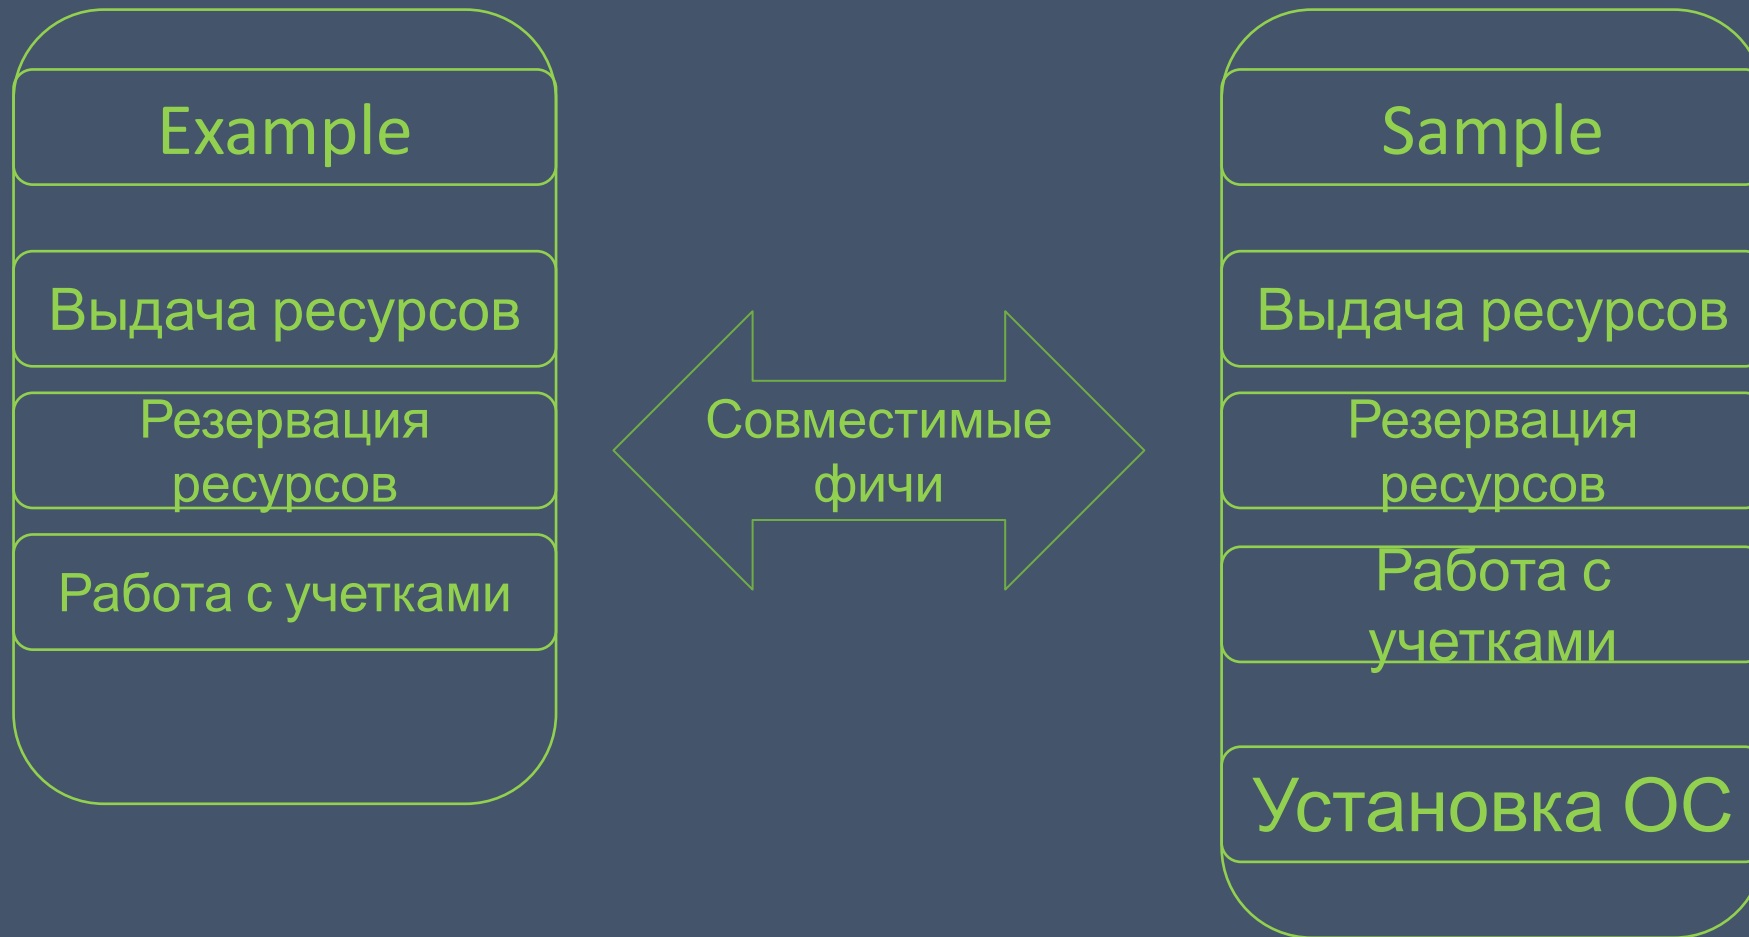 Example
Выдача ресурсов
Резервация
ресурсов
Работа с учетками
Совместимые
фичи
Sample
Выдача ресурсов
Резервация
ресурсов
Работа с
учетками
Установка ОС